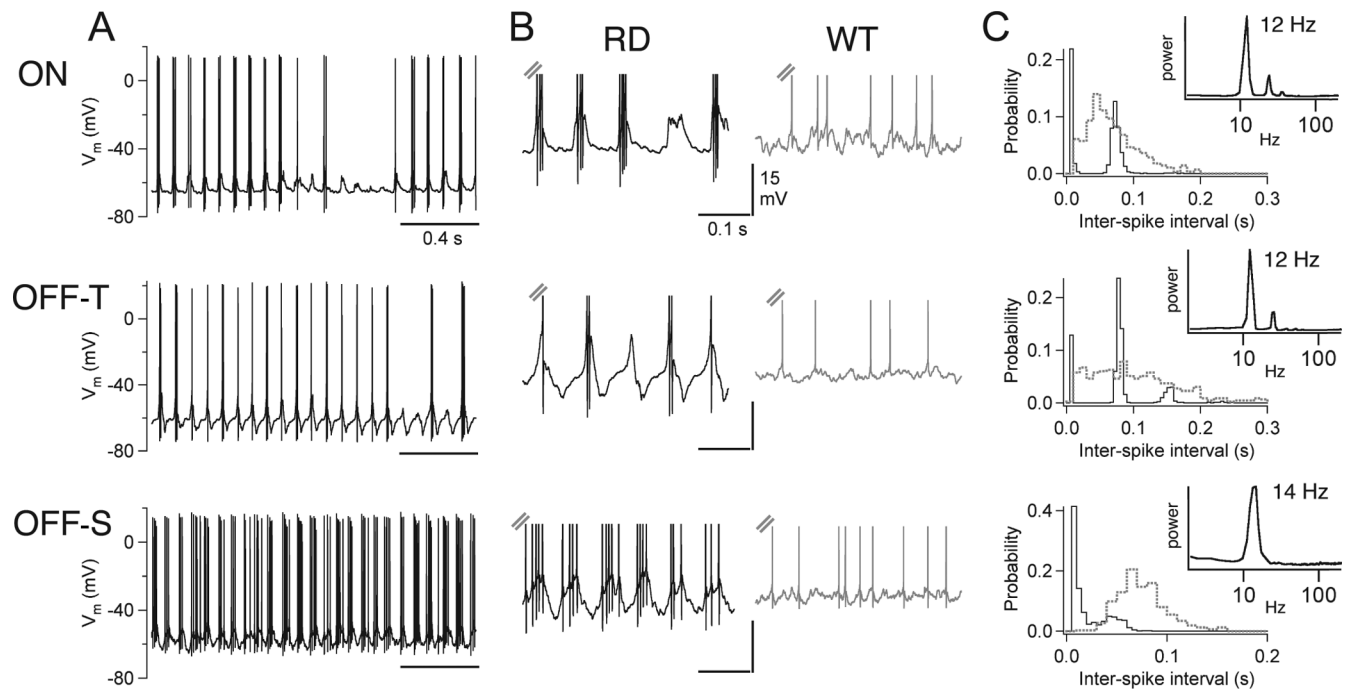 A
B
C
RD
WT
ON
0
-40
-80
Vm (mV)
0.4 s
15
mV
0.1 s
0.2
0.1
0.0
Probability
0.0
0.1
0.2
0.3
Inter-spike interval (s)
power
12 Hz
10
100
Hz
OFF-T
0
-40
-80
Vm (mV)
0.2
0.1
0.0
Probability
0.0
0.1
0.2
0.3
Inter-spike interval (s)
power
12 Hz
10
100
Hz
OFF-S
0
-40
-80
Vm (mV)
0.4
0.2
0.0
Probability
0.0
0.1
0.2
Inter-spike interval (s)
power
14 Hz
10
100
Hz